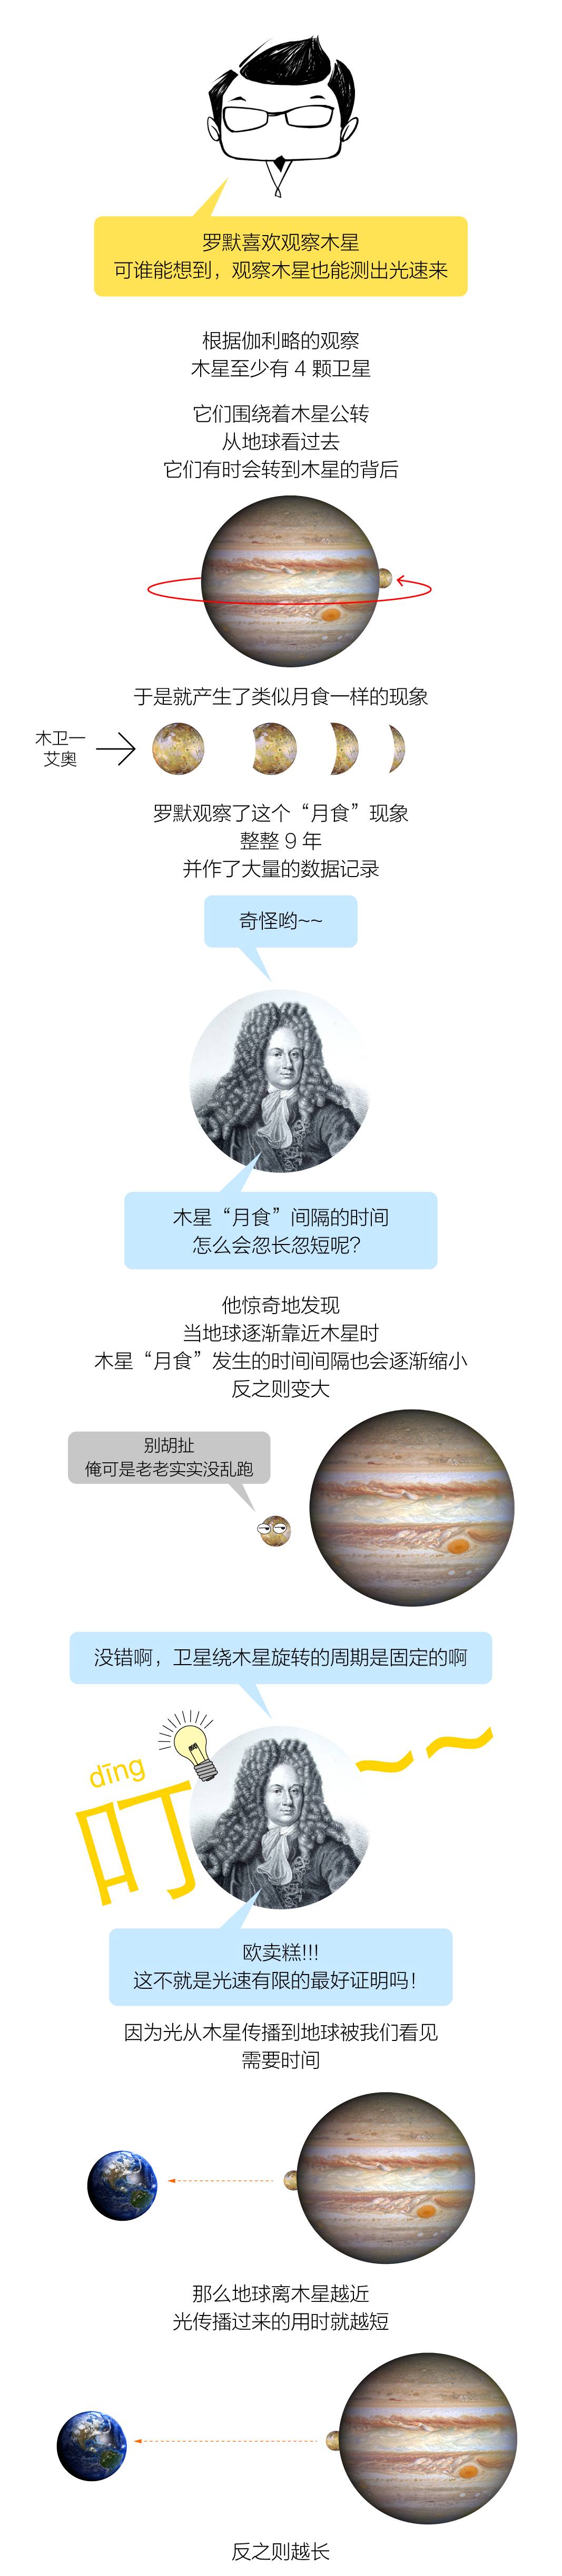 罗默喜欢观察木星
可谁能想到，观察木星也能测出光速来
根据伽利略的观察
木星至少有 4 颗卫星
它们围绕着木星公转
从地球看过去
它们有时会转到木星的背后
于是就产生了类似月食一样的现象
木卫一
艾奥
罗默观察了这个“月食”现象
整整 9 年
并作了大量的数据记录
奇怪哟~~
木星“月食”间隔的时间
怎么会忽长忽短呢？
他惊奇地发现
当地球逐渐靠近木星时
木星“月食”发生的时间间隔也会逐渐缩小
反之则变大
别胡扯
俺可是老老实实没乱跑
没错啊，卫星绕木星旋转的周期是固定的啊
dīng
叮~~
欧卖糕!!!
这不就是光速有限的最好证明吗！
因为光从木星传播到地球被我们看见
需要时间
那么地球离木星越近
光传播过来的用时就越短
反之则越长